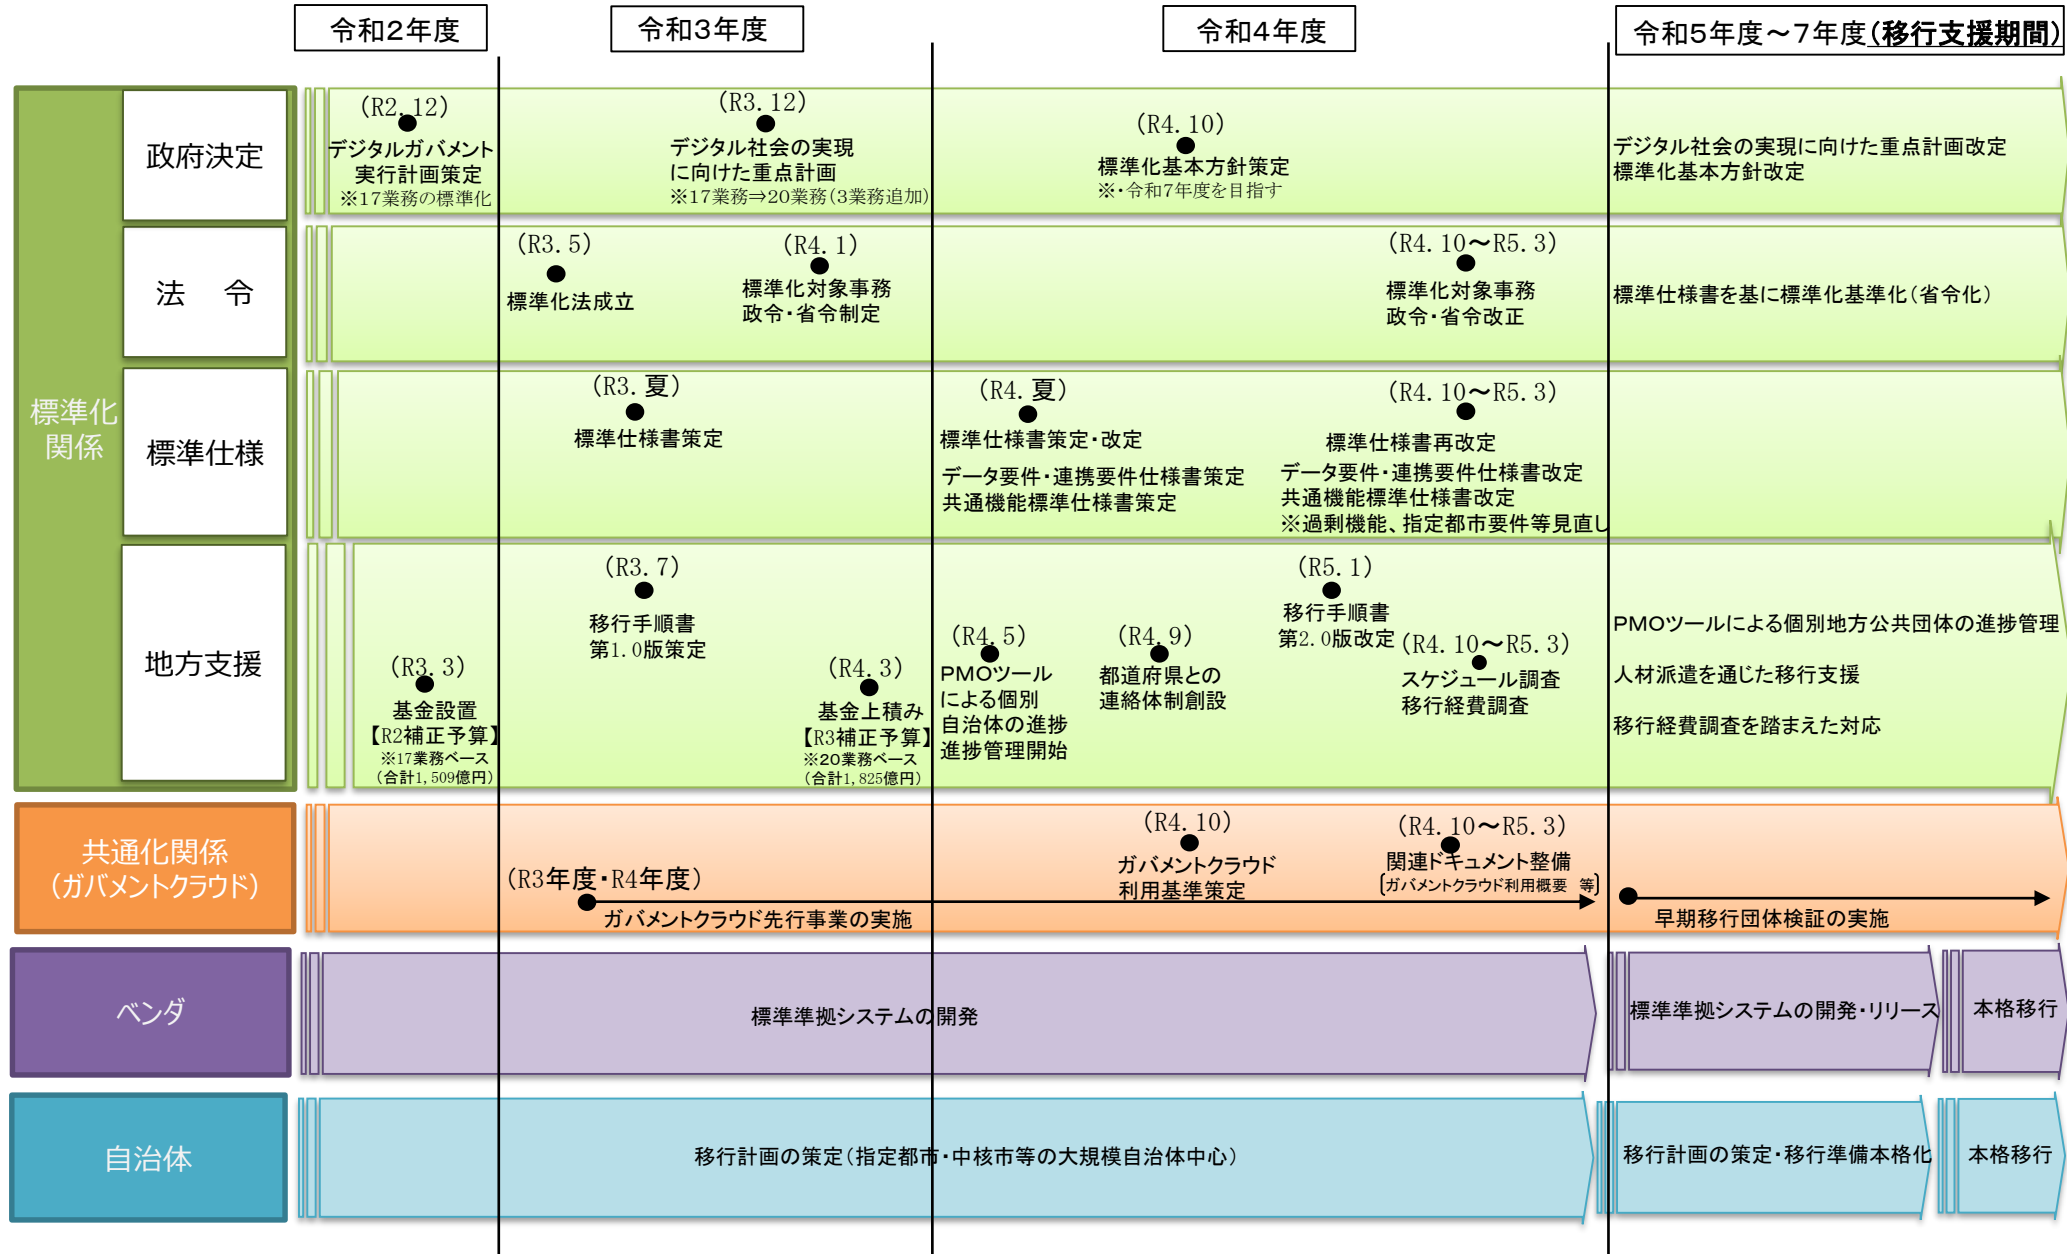 令和2年度
令和3年度
令和4年度
令和5年度～7年度(移行支援期間)
標準化
関係
政府決定
(R2.12)
デジタルガバメント
実行計画策定
※17業務の標準化
(R3.12)
デジタル社会の実現
に向けた重点計画
※17業務⇒20業務(3業務追加)
(R4.10)
標準化基本方針策定
※・令和7年度を目指す
デジタル社会の実現に向けた重点計画改定
標準化基本方針改定
法　令
(R3.5)
標準化法成立
(R4.1)
標準化対象事務
政令・省令制定
(R4.10～R5.3)
標準化対象事務
政令・省令改正
標準仕様書を基に標準化基準化(省令化)
標準仕様
(R3.夏)
標準仕様書策定
(R4.夏)
標準仕様書策定・改定
データ要件・連携要件仕様書策定
共通機能標準仕様書策定
(R4.10～R5.3)
標準仕様書再改定
データ要件・連携要件仕様書改定
共通機能標準仕様書改定
※過剰機能、指定都市要件等見直し
地方支援
(R3.3)
基金設置
【R2補正予算】
※17業務ベース
(合計1,509億円)
(R3.7)
移行手順書
第1.0版策定
(R4.3)
基金上積み
【R3補正予算】
※20業務ベース
(合計1,825億円)
(R4.5)
PMOツール
による個別
自治体の進捗
進捗管理開始
(R4.9)
都道府県との
連絡体制創設
(R5.1)
移行手順書
第2.0版改定
(R4.10～R5.3)
スケジュール調査
移行経費調査
PMOツールによる個別地方公共団体の進捗管理
人材派遣を通じた移行支援
移行経費調査を踏まえた対応
共通化関係
(ガバメントクラウド)
(R3年度・R4年度)
ガバメントクラウド先行事業の実施
(R4.10)
ガバメントクラウド
利用基準策定
(R4.10～R5.3)
関連ドキュメント整備
[ガバメントクラウド利用概要　等]
早期移行団体検証の実施
ベンダ
標準準拠システムの開発
標準準拠システムの開発・リリース
本格移行
自治体
移行計画の策定(指定都市・中核市等の大規模自治体中心)
移行計画の策定・移行準備本格化
本格移行